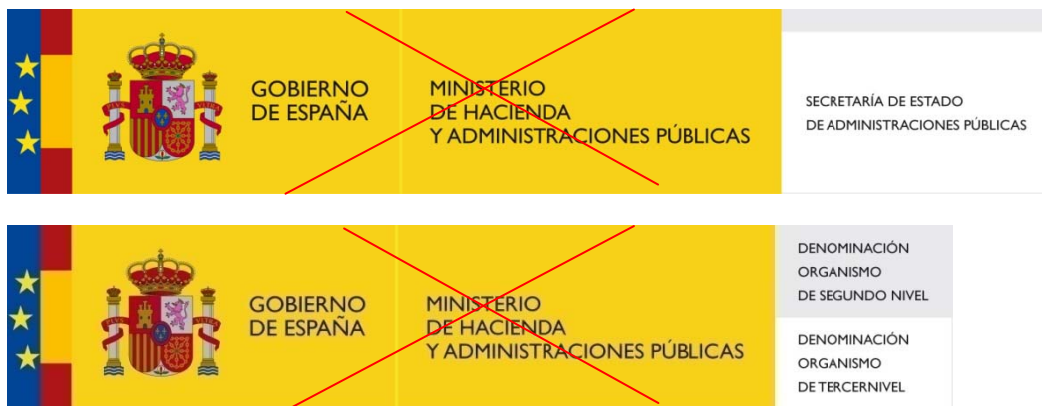 GOBIERNO
DE ESPAÑA
MINISTERIO
DE HACIENDA
Y ADMINISTRACIONES PÚBLICAS
SECRETARÍA DE ESTADO
DE ADMINISTRACIONES PÚBLICAS
GOBIERNO
DE ESPAÑA
MINISTERIO
DE HACIENDA
Y ADMINISTRACIONES PÚBLICAS
DENOMINACIÓN
ORGANISMO
DE SEGUNDO NIVEL
DENOMINACIÓN
ORGANISMO
DE TERCERNIVEL